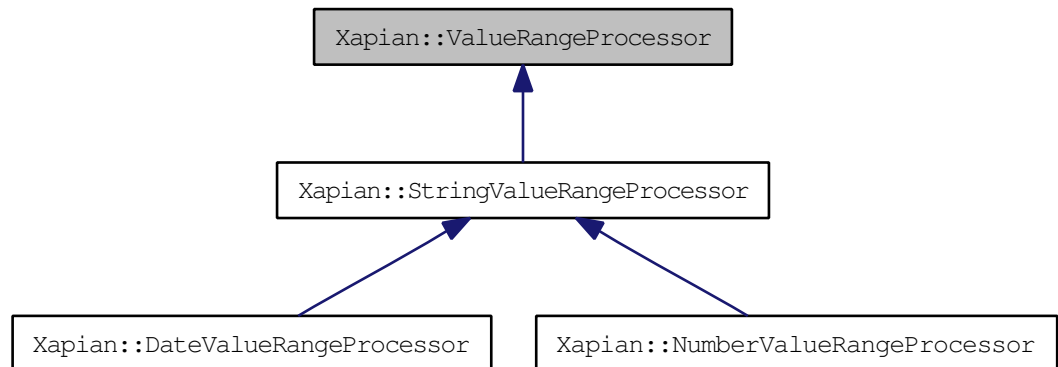 Xapian::ValueRangeProcessor
Xapian::StringValueRangeProcessor
Xapian::DateValueRangeProcessor
Xapian::NumberValueRangeProcessor